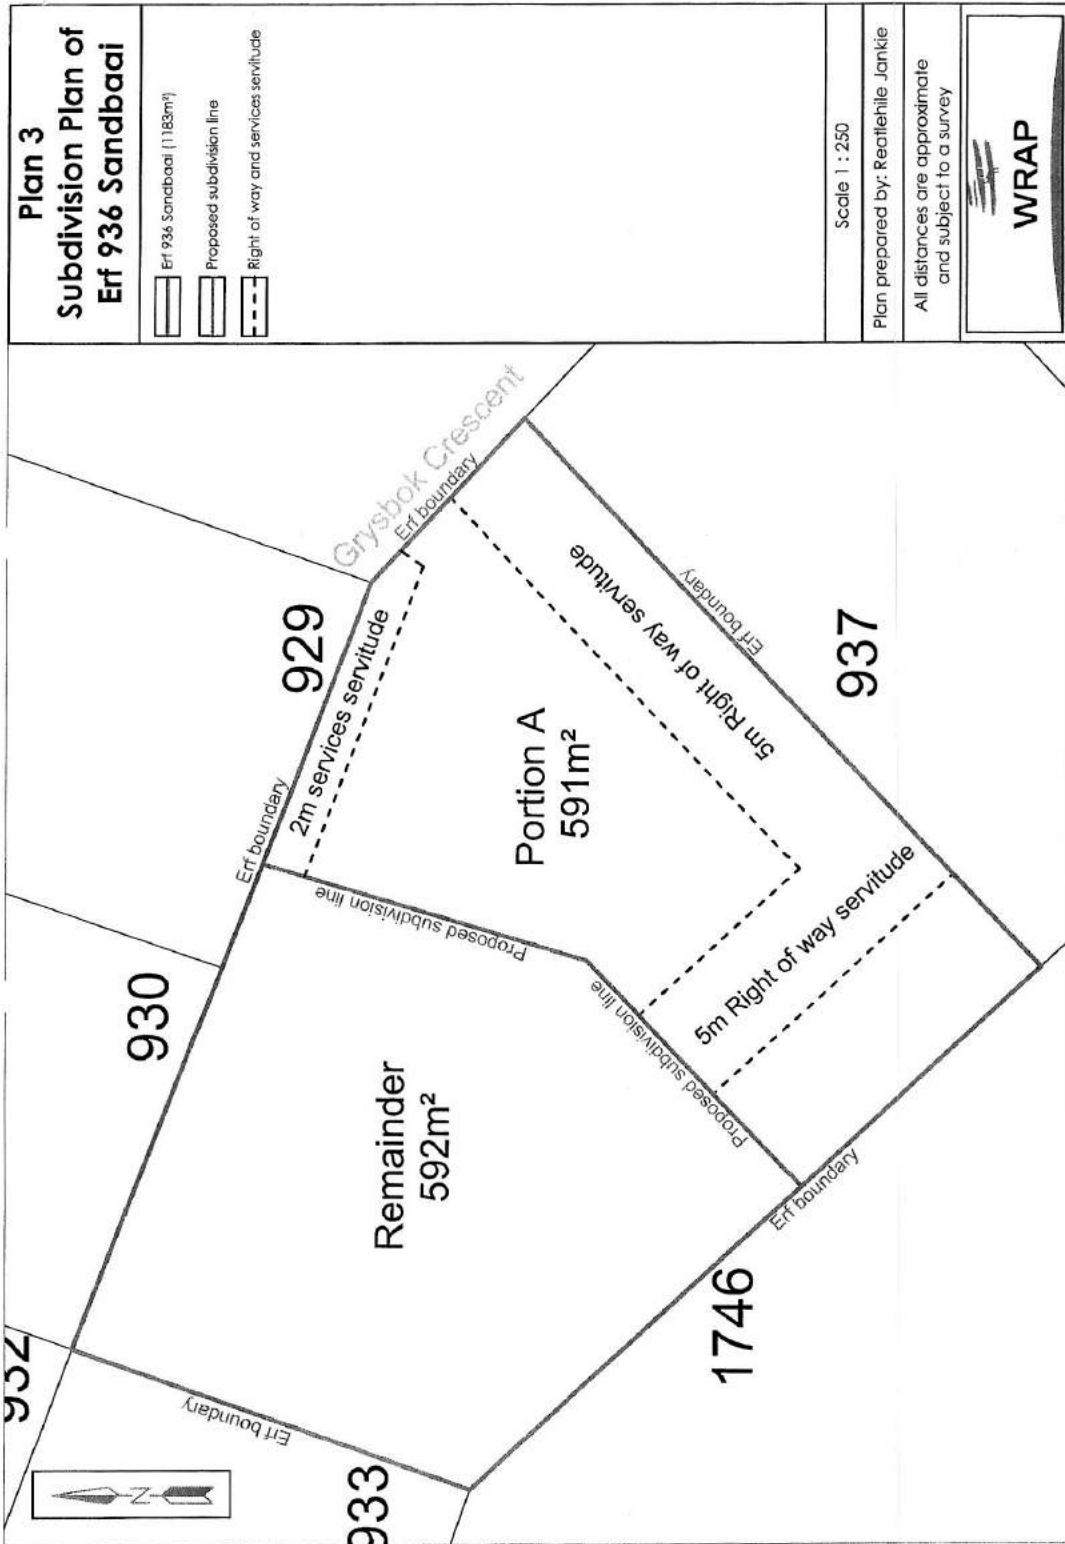 Plan 3
Subdivision Plan of
Erf 936 Sandbaai
Erf 936 Sandbaai (1183m²)
Proposed subdivision line
Right of way and services servitude
Scale 1 : 250
Plan prepared by: Reatlehile Jankie
All distances are approximate
and subject to a survey
WRAP
932
930
929
Grysbok Crescent
Erf boundary
Erf boundary
2m services servitude
Proposed subdivision line
Portion A
591m²
5m Right of way servitude
Erf boundary
937
5m Right of way servitude
Proposed subdivision line
Remainder
592m²
Erf boundary
1746
Erf boundary
933
N